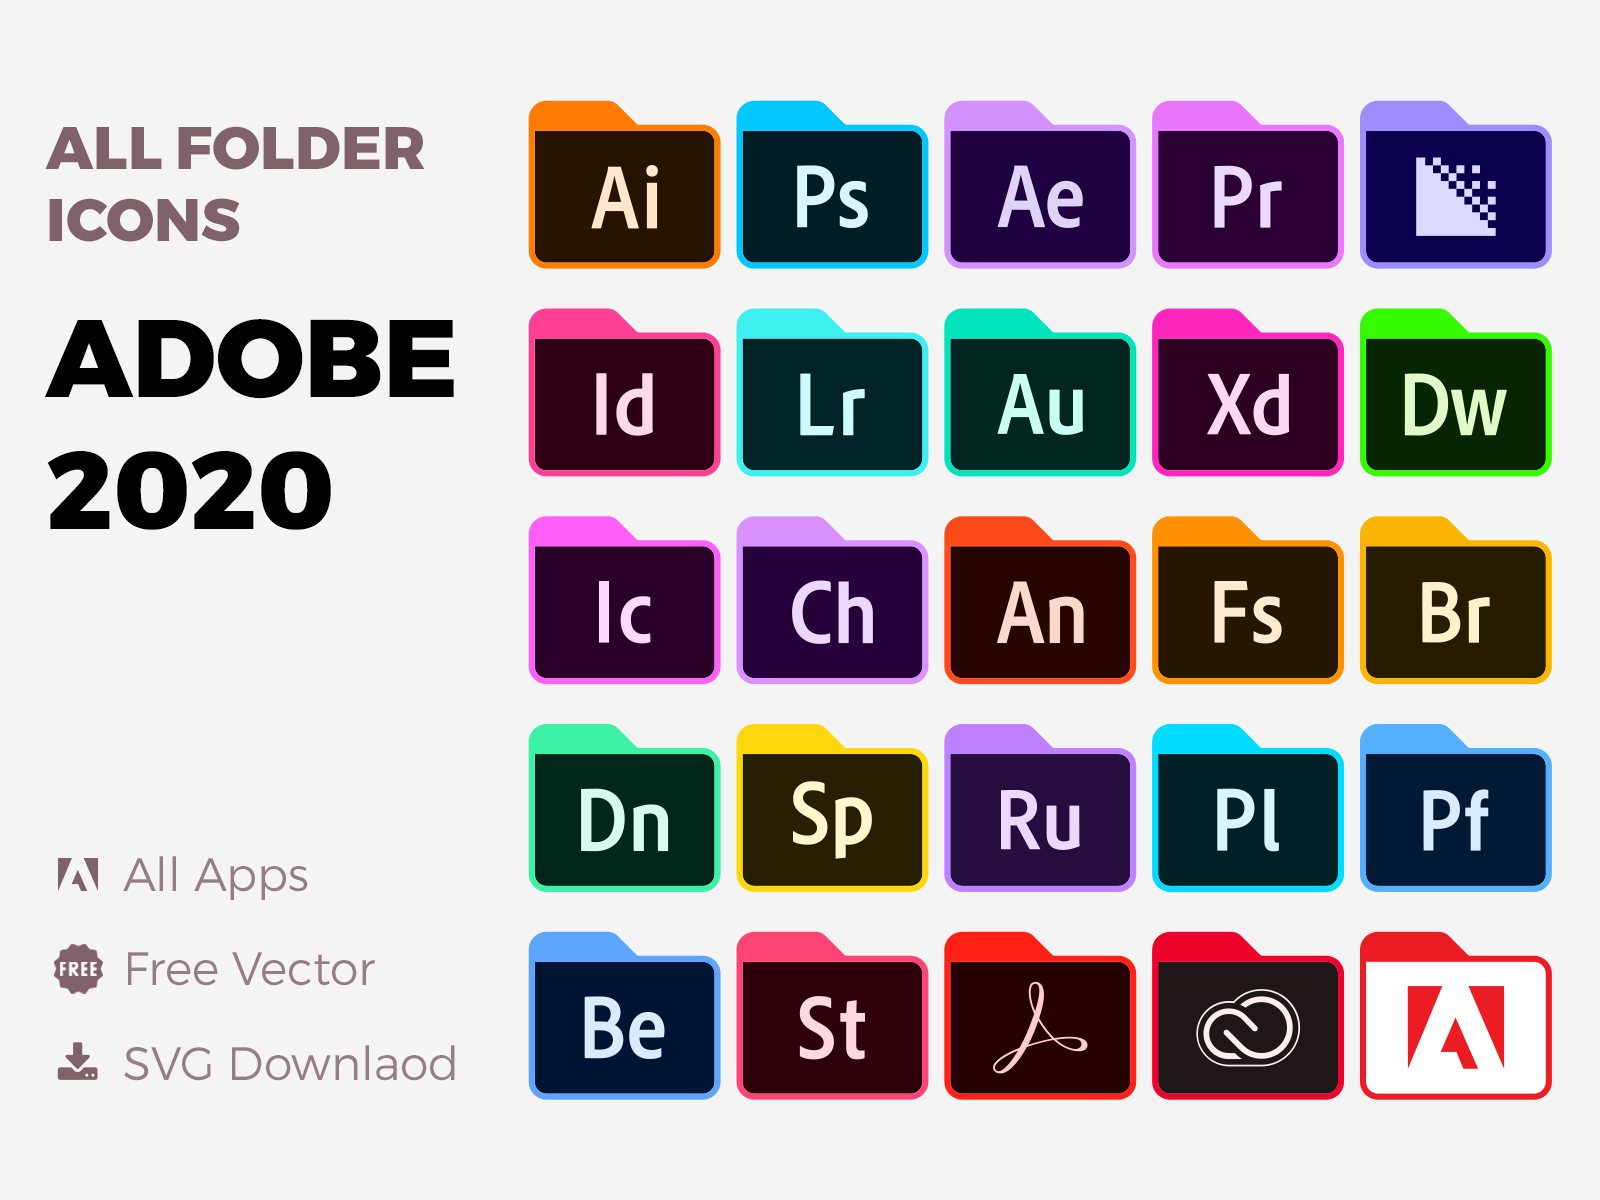 ALL FOLDER
ICONS
ADOBE
2020
All Apps
FREE
Free Vector
SVG Downlaod
Ai
Ps
Ae
Pr
Id
Lr
Au
Xd
Dw
Ic
Ch
An
Fs
Br
Dn
Sp
Ru
Pl
Pf
Be
St